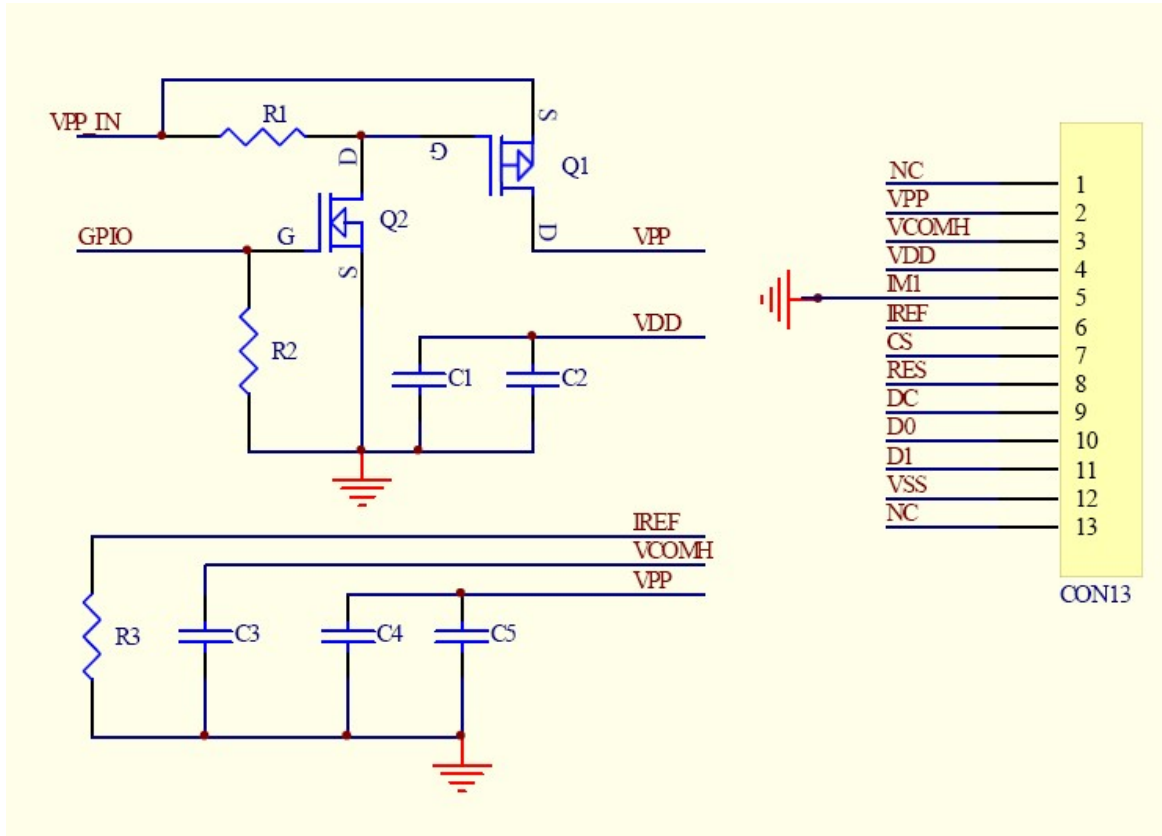 VPP_IN
R1
S
D
G
Q1
Q2
GPIO
G
S
D
VPP
R2
VDD
C1
C2
IREF
VCOMH
VPP
R3
C3
C4
C5
NC
1
VPP
2
VCOMH
3
VDD
4
IM1
5
IREF
6
CS
7
RES
8
DC
9
D0
10
D1
11
VSS
12
NC
13
CON13